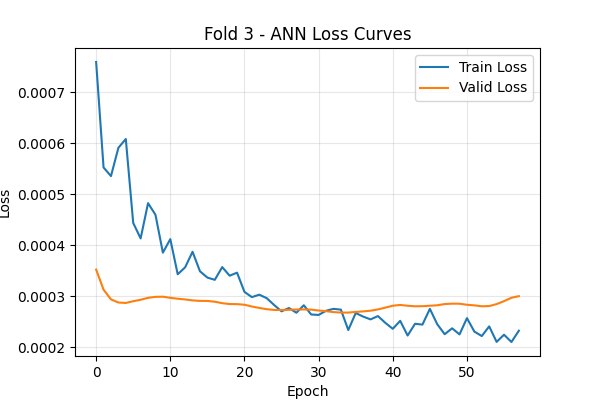 Fold 3 - ANN Loss Curves
Train Loss
Valid Loss
0.0007
0.0006
0.0005
0.0004
0.0003
0.0002
Loss
0 10 20 30 40 50
Epoch